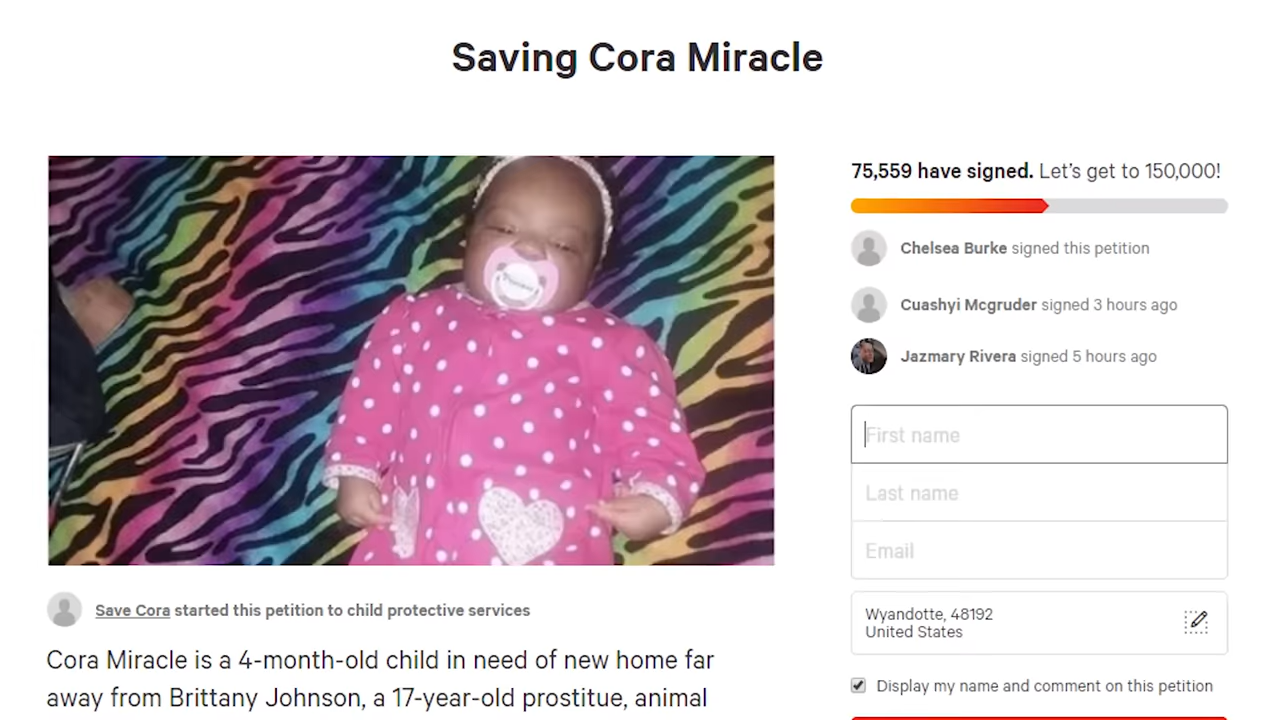 Saving Cora Miracle
75,559 have signed. Let's get to 150,000!
Chelsea Burke signed this petition
Cuashyi Mcgruder signed 3 hours ago
Jazmary Rivera signed 5 hours ago
First name
Last name
Email
Wyandotte, 48192
United States
Display my name and comment on this petition
Save Cora started this petition to child protective services
Cora Miracle is a 4-month-old child in need of new home far
away from Brittany Johnson, a 17-year-old prostitue, animal